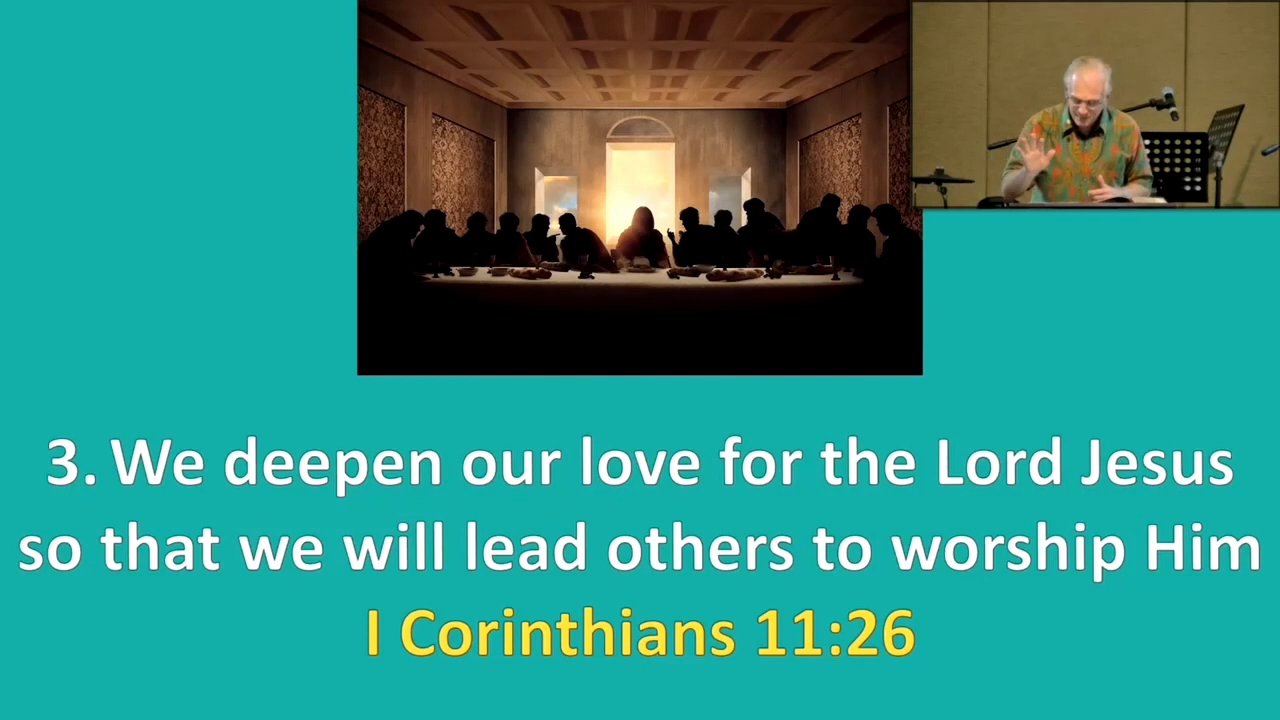 3. We deepen our love for the Lord Jesus
so that we will lead others to worship Him
I Corinthians 11:26